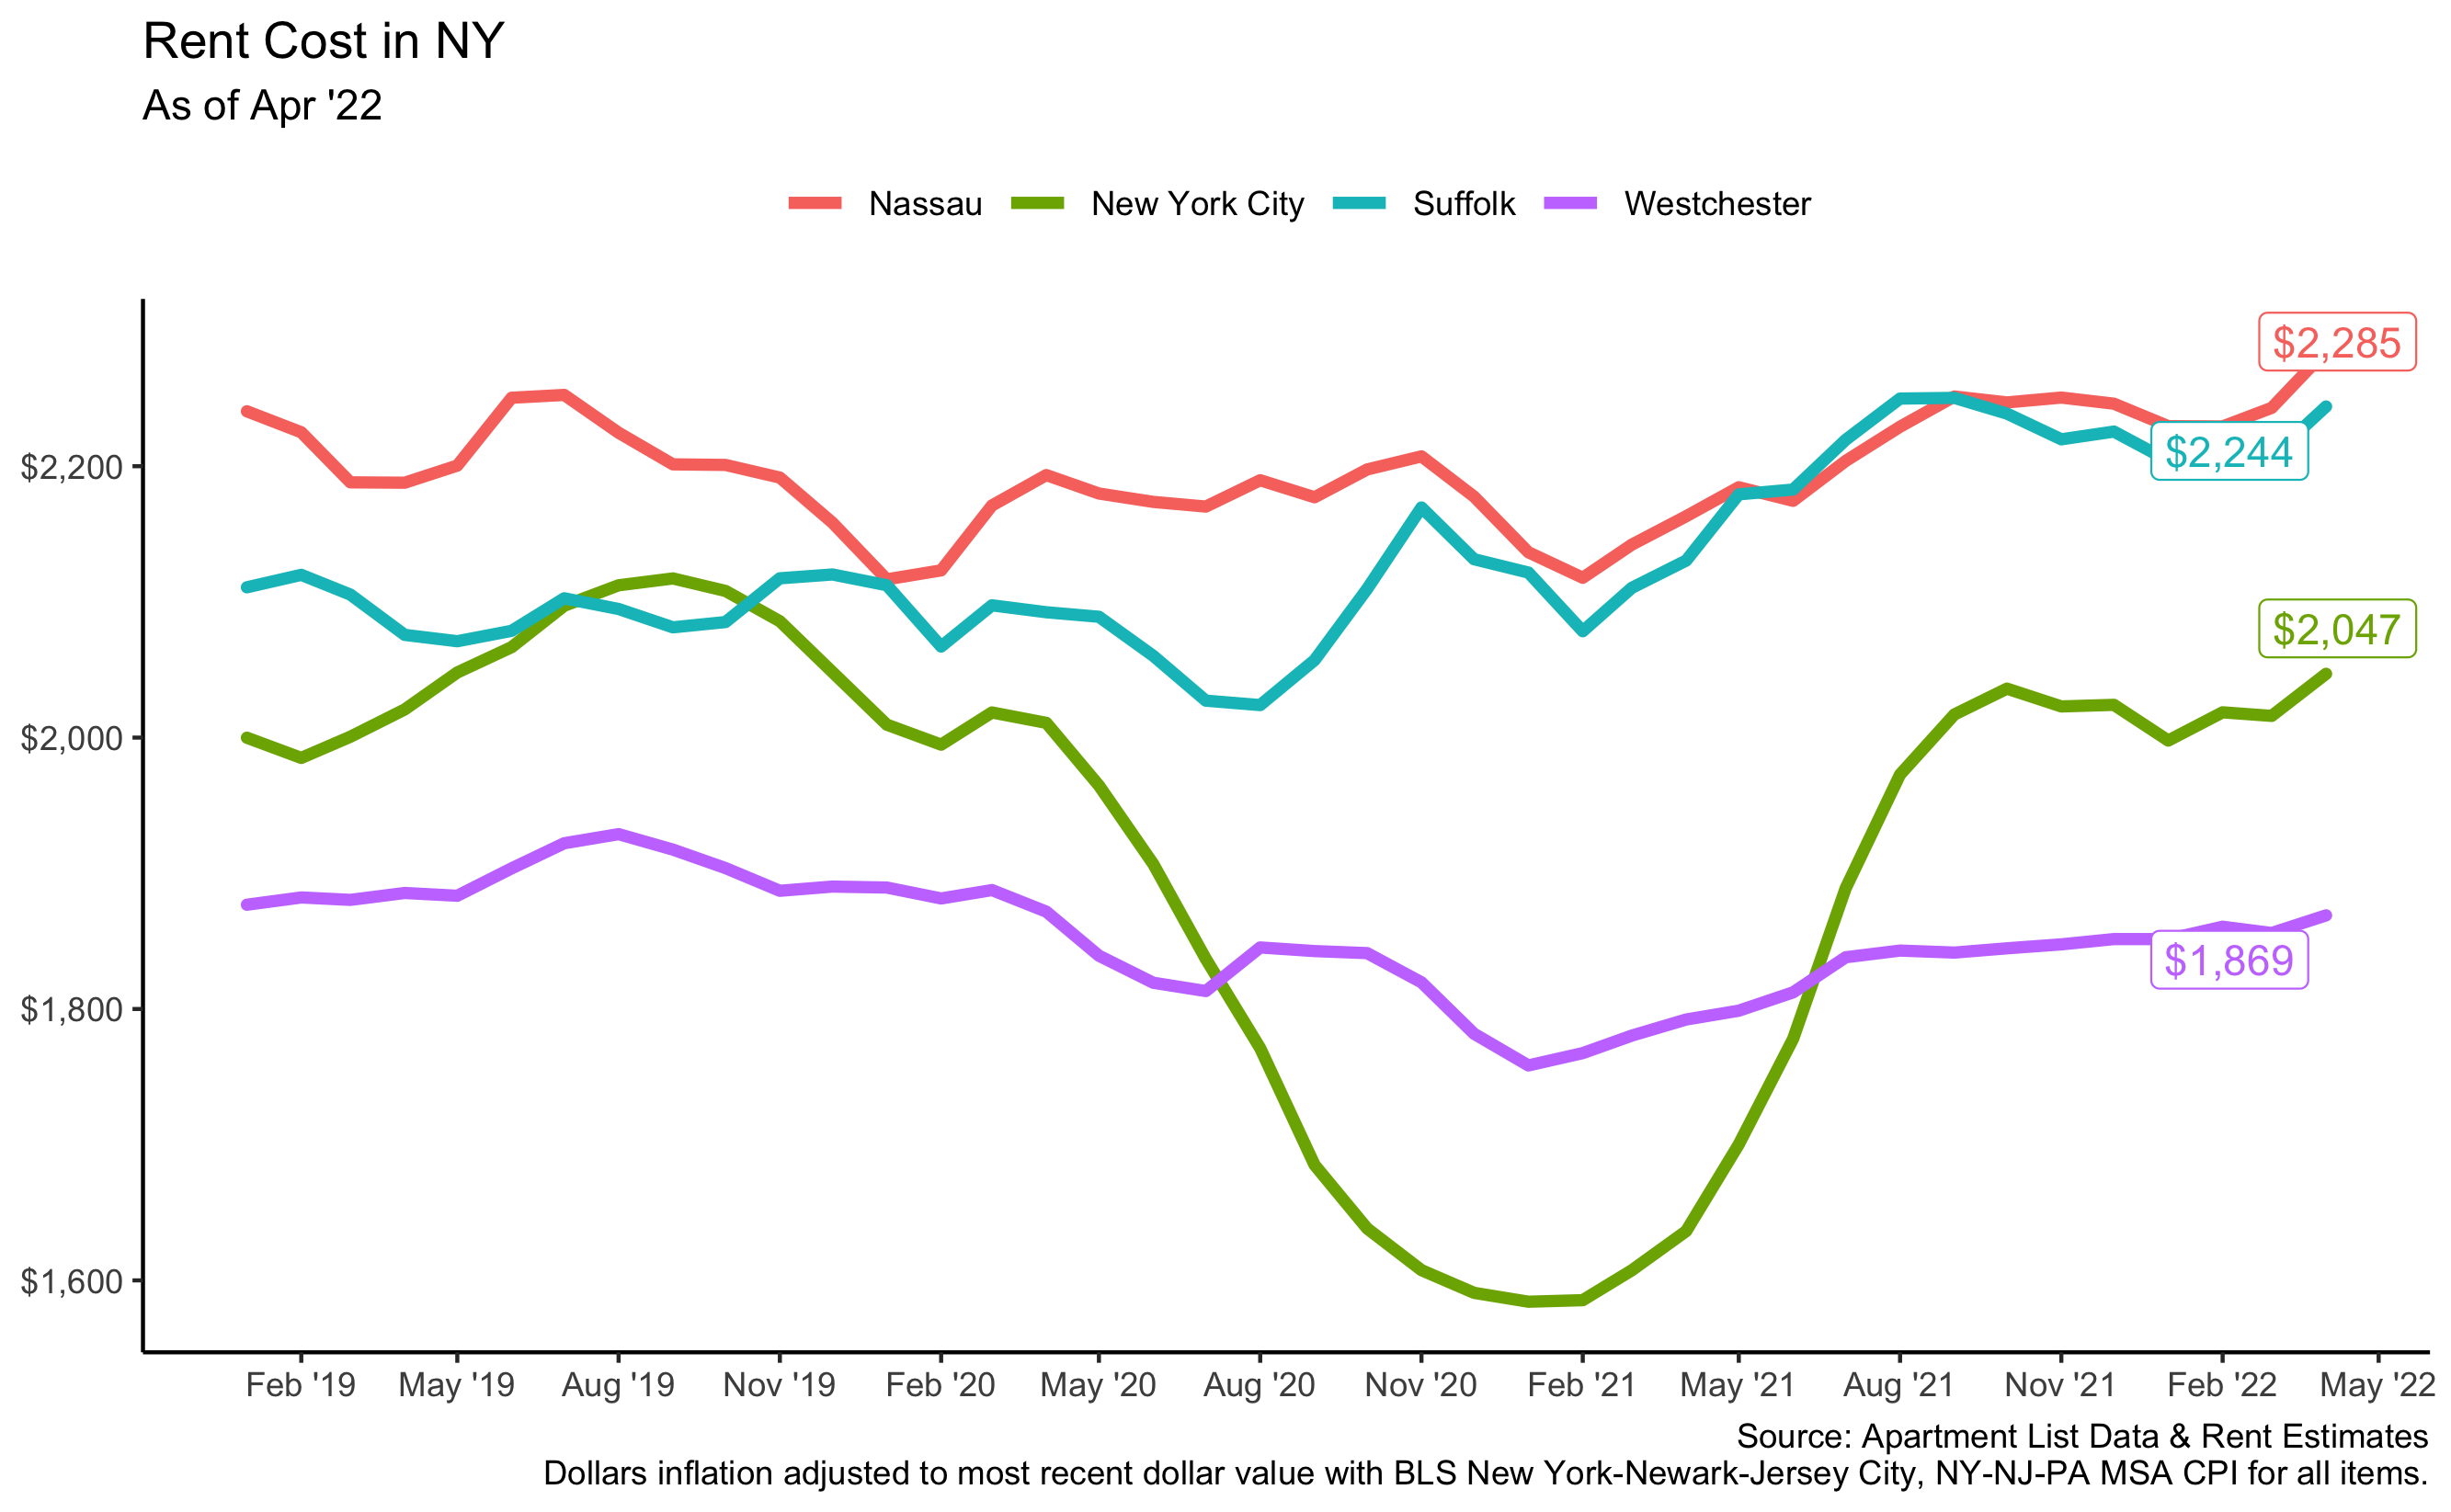 Rent Cost in NY
As of Apr '22
Nassau New York City Suffolk Westchester
$2,285
$2,200
$2,244
$2,047
$2,000
$1,869
$1,800
$1,600
Feb '19 May '19 Aug '19 Nov '19 Feb '20 May '20 Aug '20 Nov '20 Feb '21 May '21 Aug '21 Nov '21 Feb '22 May '22
Source: Apartment List Data & Rent Estimates
Dollars inflation adjusted to most recent dollar value with BLS New York-Newark-Jersey City, NY-NJ-PA MSA CPI for all items.